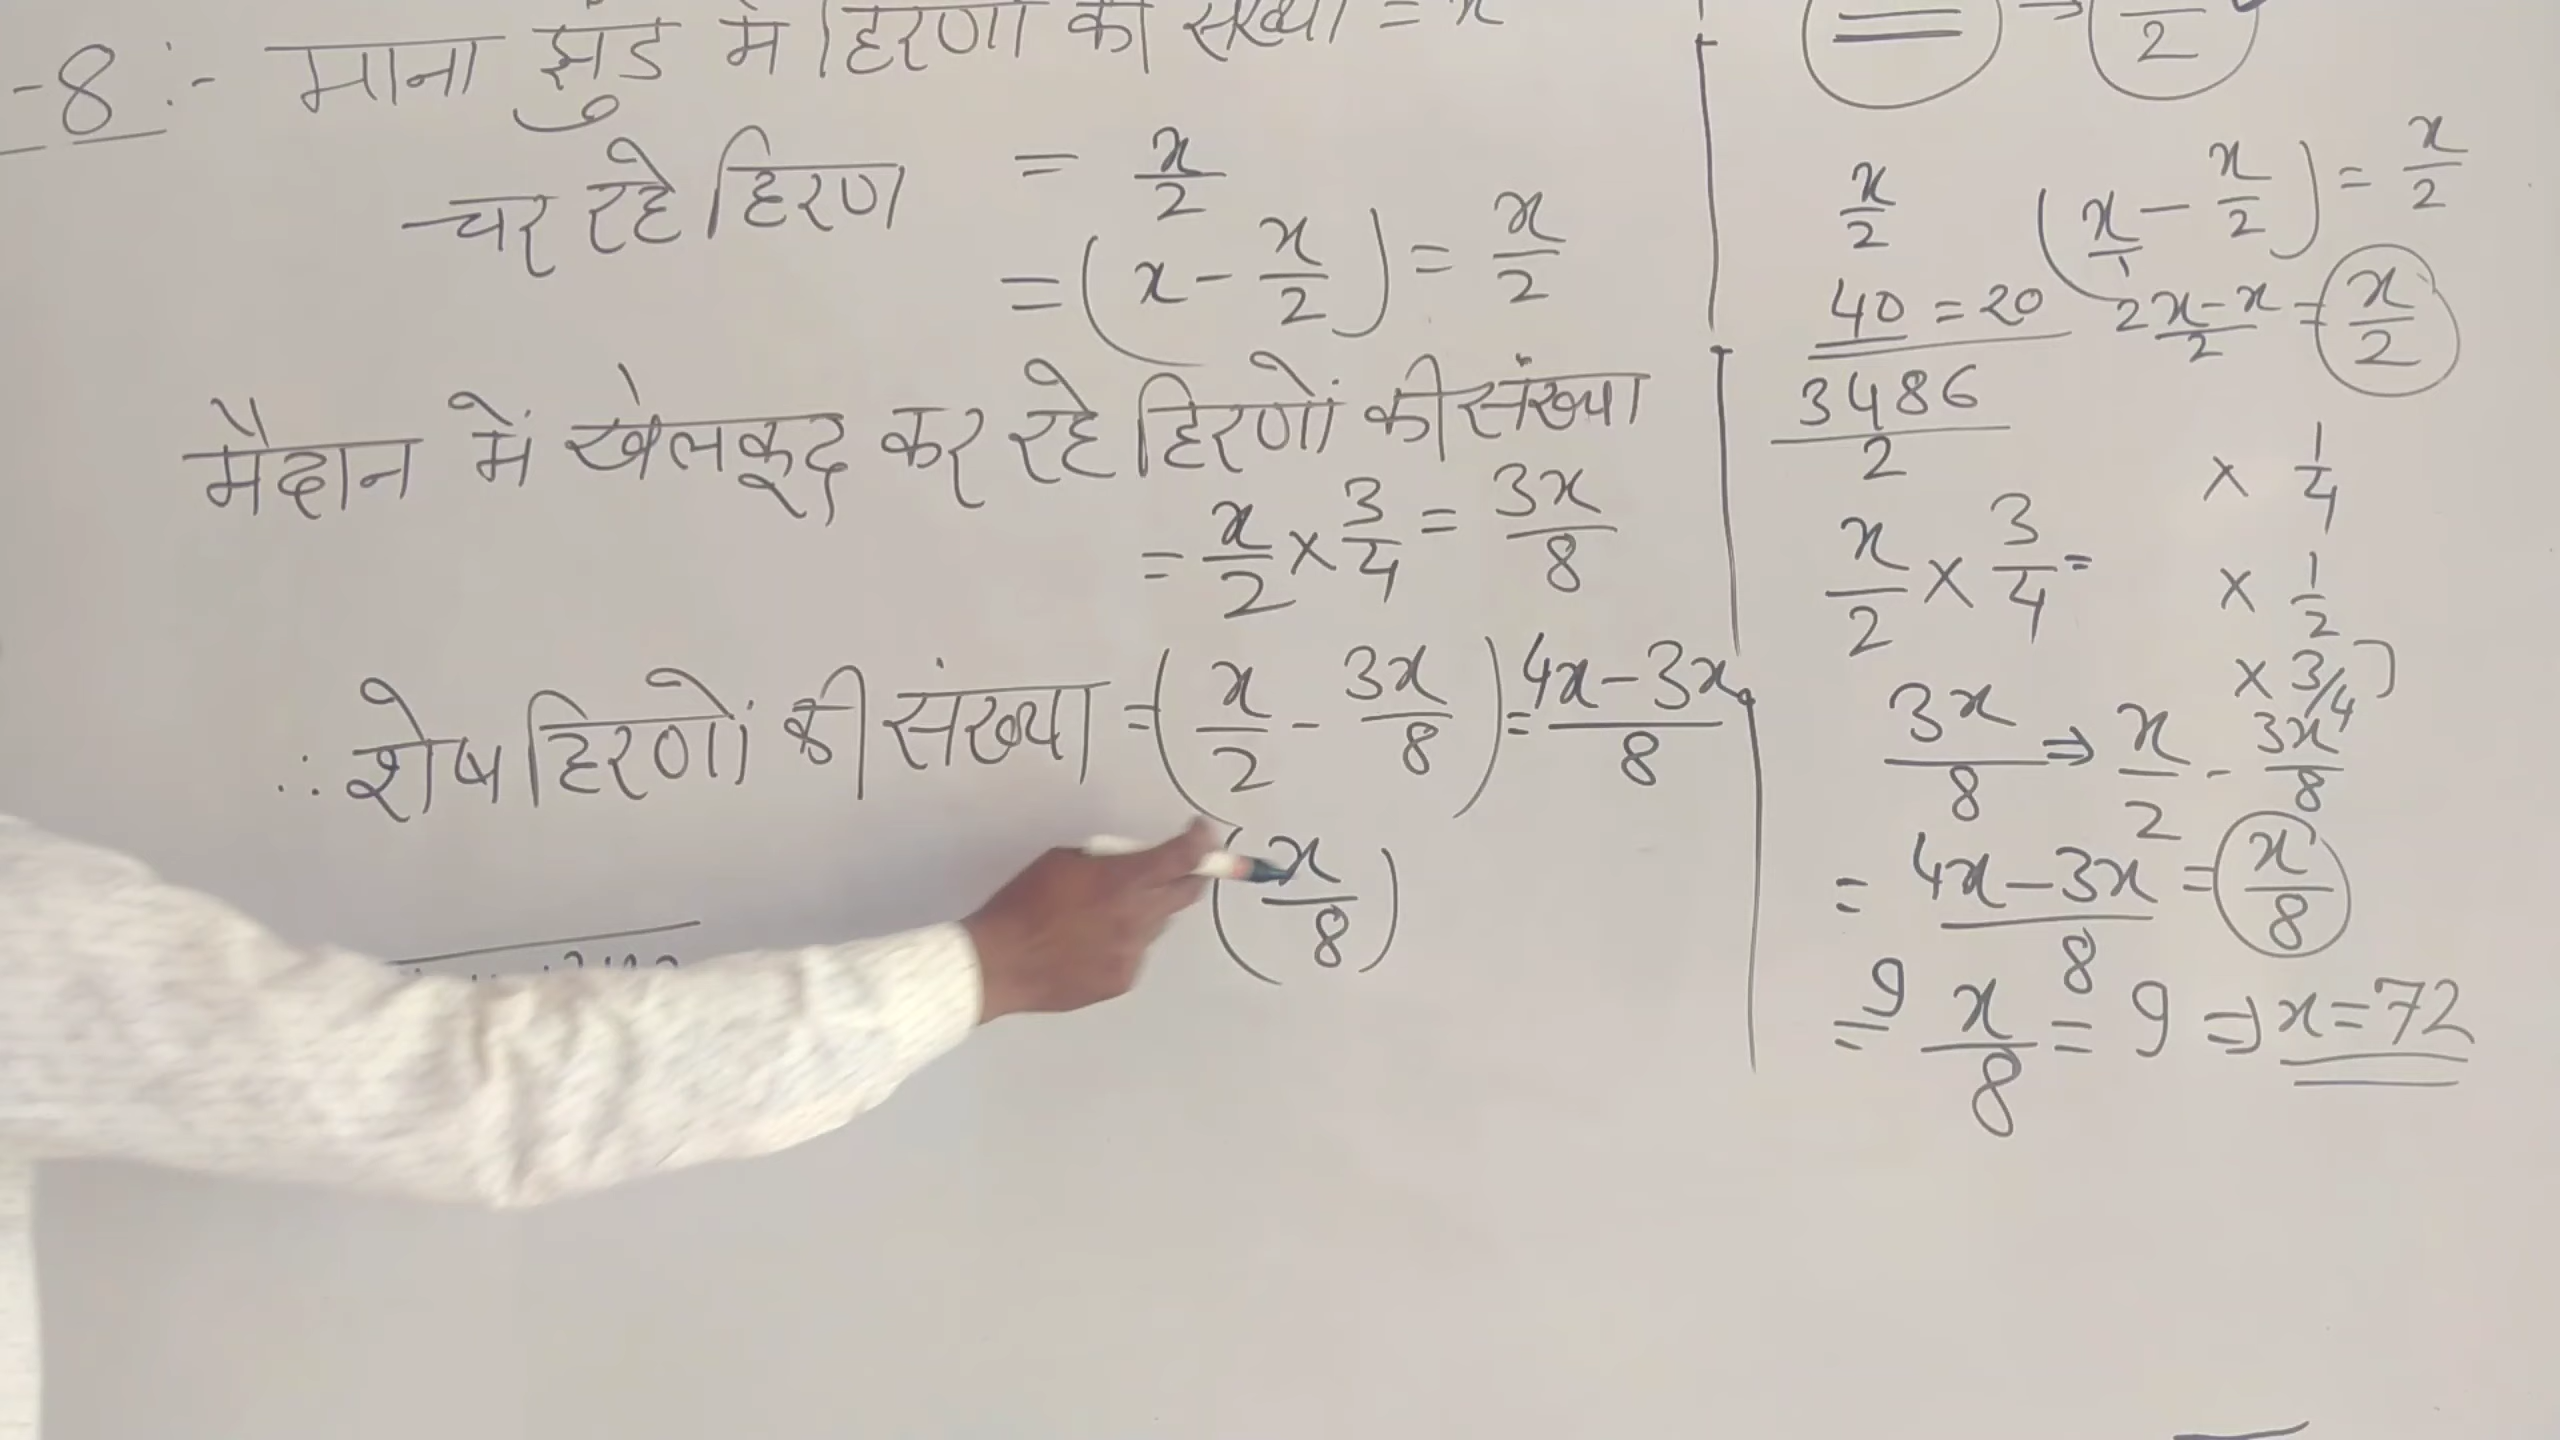 -8 :- माना झुंड में हिरणों की संख्या = x
चर रहे हिरण = x/2
= (x - x/2) = x/2
मैदान में खेलकूद कर रहे हिरणों की संख्या
= x/2 × 3/4 = 3x/8
∴ शेष हिरणों की संख्या = (x/2 - 3x/8) = 4x-3x/8
(x/8)
→ 2
x/2 (x/1 - x/2) = x/2
40 = 20 2x-x/2 = x/2
3486/2
× 1/4
x/2 × 3/4 =
× 1/2
× 3/4
3x/8 ⇒ x/2 - 3x/8
= 4x-3x/8 = x/8
= 9 x/8 = 9 ⇒ x=72